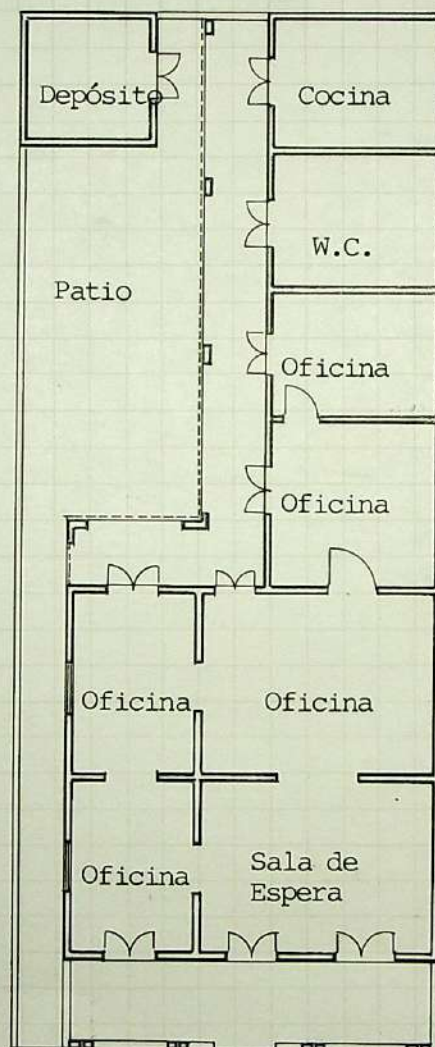 Depósito
Cocina
W.C.
Patio
Oficina
Oficina
Oficina
Oficina
Oficina
Sala de
Espera